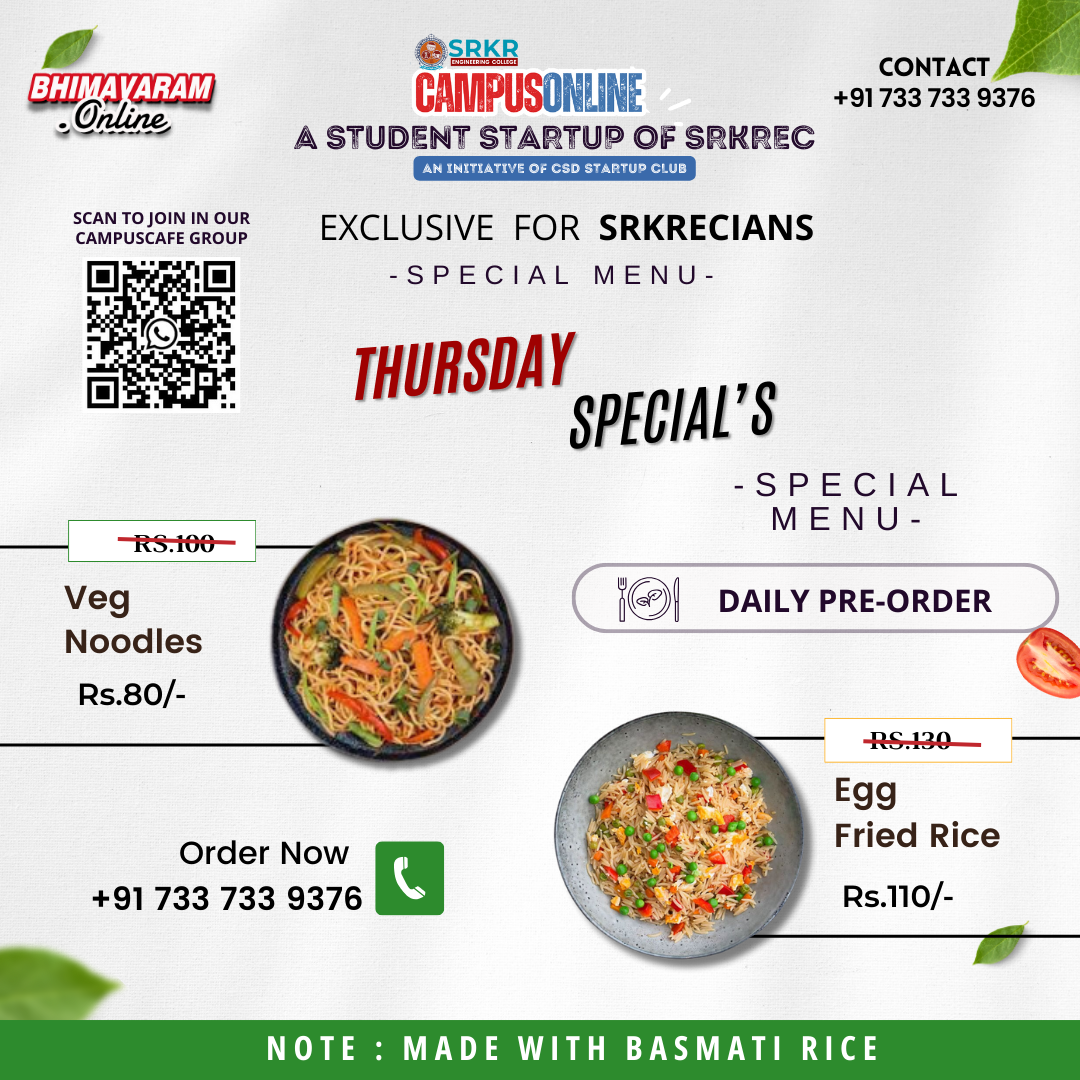 BHIMAVARAM
.Online
SRKR
ENGINEERING COLLEGE
CAMPUSONLINE
A STUDENT STARTUP OF SRKREC
AN INITIATIVE OF CSD STARTUP CLUB
CONTACT
+91 733 733 9376
SCAN TO JOIN IN OUR
CAMPUSCAFE GROUP
EXCLUSIVE FOR SRKRECIANS
-SPECIAL MENU-
THURSDAY
SPECIAL'S
-SPECIAL
MENU-
DAILY PRE-ORDER
RS.100
Veg
Noodles
Rs.80/-
RS.130
Egg
Fried Rice
Rs.110/-
Order Now
+91 733 733 9376
NOTE : MADE WITH BASMATI RICE